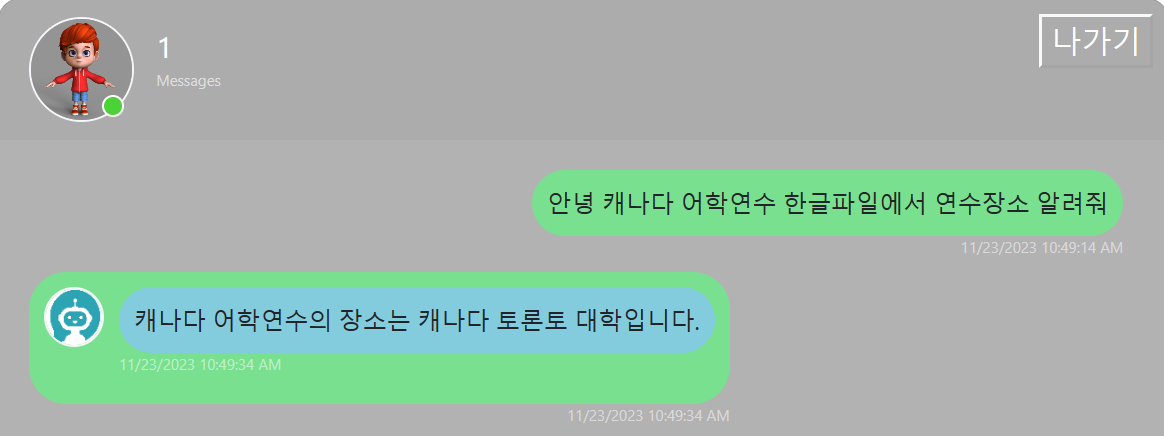 1
Messages
나가기
안녕 캐나다 어학연수 한글파일에서 연수장소 알려줘
11/23/2023 10:49:14 AM
캐나다 어학연수의 장소는 캐나다 토론토 대학입니다.
11/23/2023 10:49:34 AM
11/23/2023 10:49:34 AM